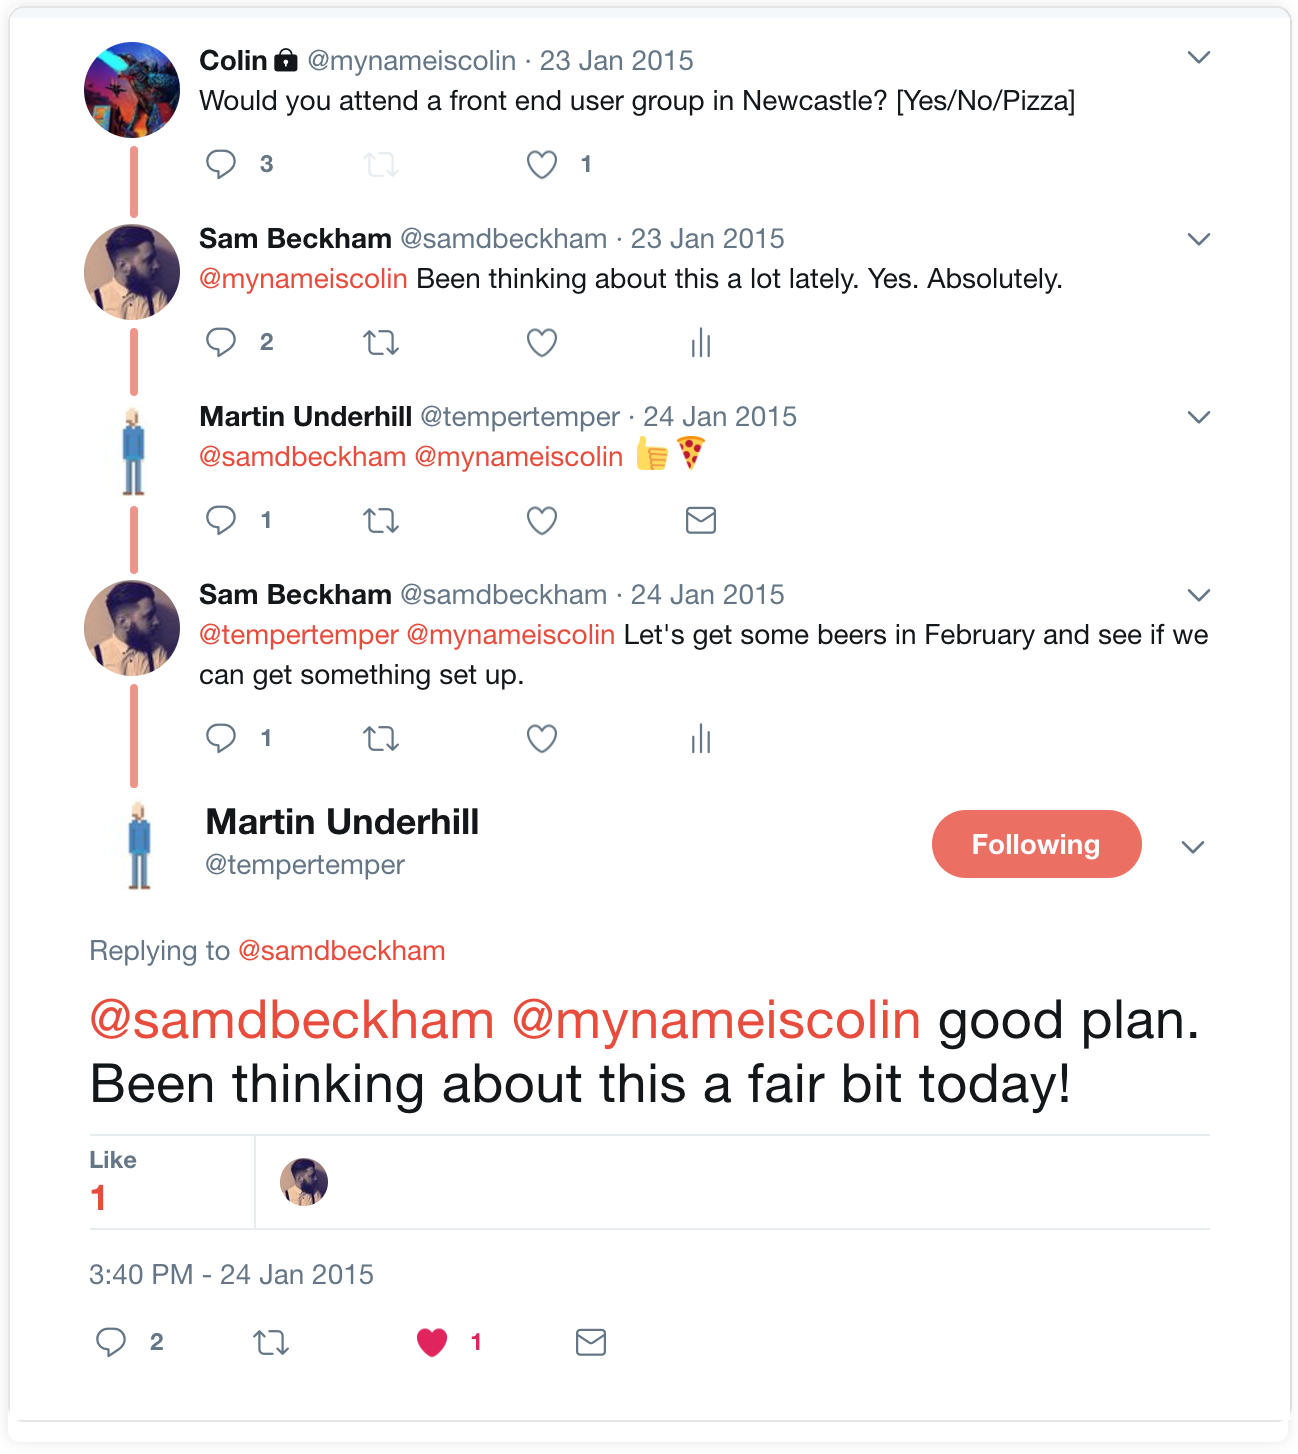 Colin @mynameiscolin · 23 Jan 2015
Would you attend a front end user group in Newcastle? [Yes/No/Pizza]
3 1
Sam Beckham @samdbeckham · 23 Jan 2015
@mynameiscolin Been thinking about this a lot lately. Yes. Absolutely.
2
Martin Underhill @tempertemper · 24 Jan 2015
@samdbeckham @mynameiscolin 👍🍕
1
Sam Beckham @samdbeckham · 24 Jan 2015
@tempertemper @mynameiscolin Let's get some beers in February and see if we
can get something set up.
1
Martin Underhill
@tempertemper
Following
Replying to @samdbeckham
@samdbeckham @mynameiscolin good plan.
Been thinking about this a fair bit today!
Like
1
3:40 PM - 24 Jan 2015
2 1